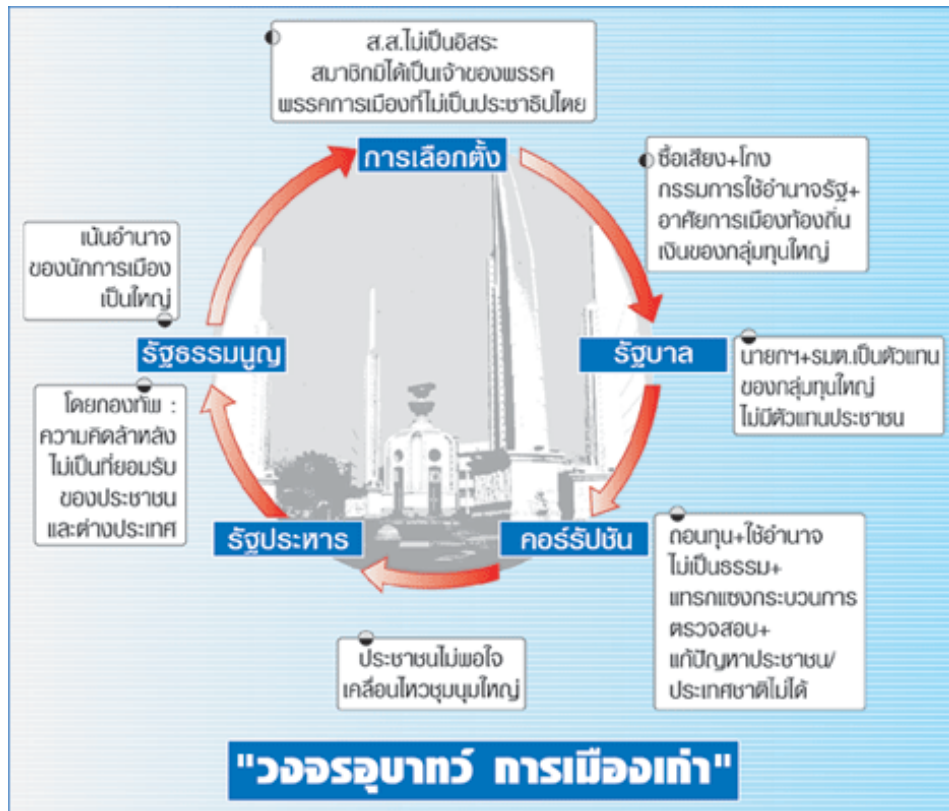 ส.ส.ไม่เป็นอิสระ
สมาชิกมิได้เป็นเจ้าของพรรค
พรรคการเมืองที่ไม่เป็นประชาธิปไตย
การเลือกตั้ง
ซื้อเสียง+โกง
กรรมการใช้อำนาจรัฐ+
อาศัยการเมืองท้องถิ่น
เงินของกลุ่มทุนใหญ่
รัฐบาล
นายกฯ+รมต.เป็นตัวแทน
ของกลุ่มทุนใหญ่
ไม่มีตัวแทนประชาชน
คอร์รัปชัน
ถอนทุน+ใช้อำนาจ
ไม่เป็นธรรม+
แทรกแซงกระบวนการ
ตรวจสอบ+
แก้ปัญหาประชาชน/
ประเทศชาติไม่ได้
ประชาชนไม่พอใจ
เคลื่อนไหวชุมนุมใหญ่
รัฐประหาร
โดยกองทัพ :
ความคิดล้าหลัง
ไม่เป็นที่ยอมรับ
ของประชาชน
และต่างประเทศ
รัฐธรรมนูญ
เน้นอำนาจ
ของนักการเมือง
เป็นใหญ่
"วงจรอุบาทว์ การเมืองเก่า"